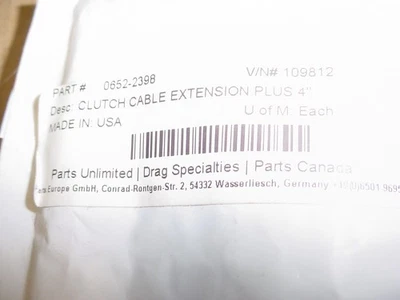 PART # 0652-2398 V/N# 109812
Desc: CLUTCH CABLE EXTENSION PLUS 4"
MADE IN: USA U of M: Each
Parts Unlimited | Drag Specialties | Parts Canada
Europe GmbH, Conrad-Röntgen-Str. 2, 54332 Wasserliesch, Germany